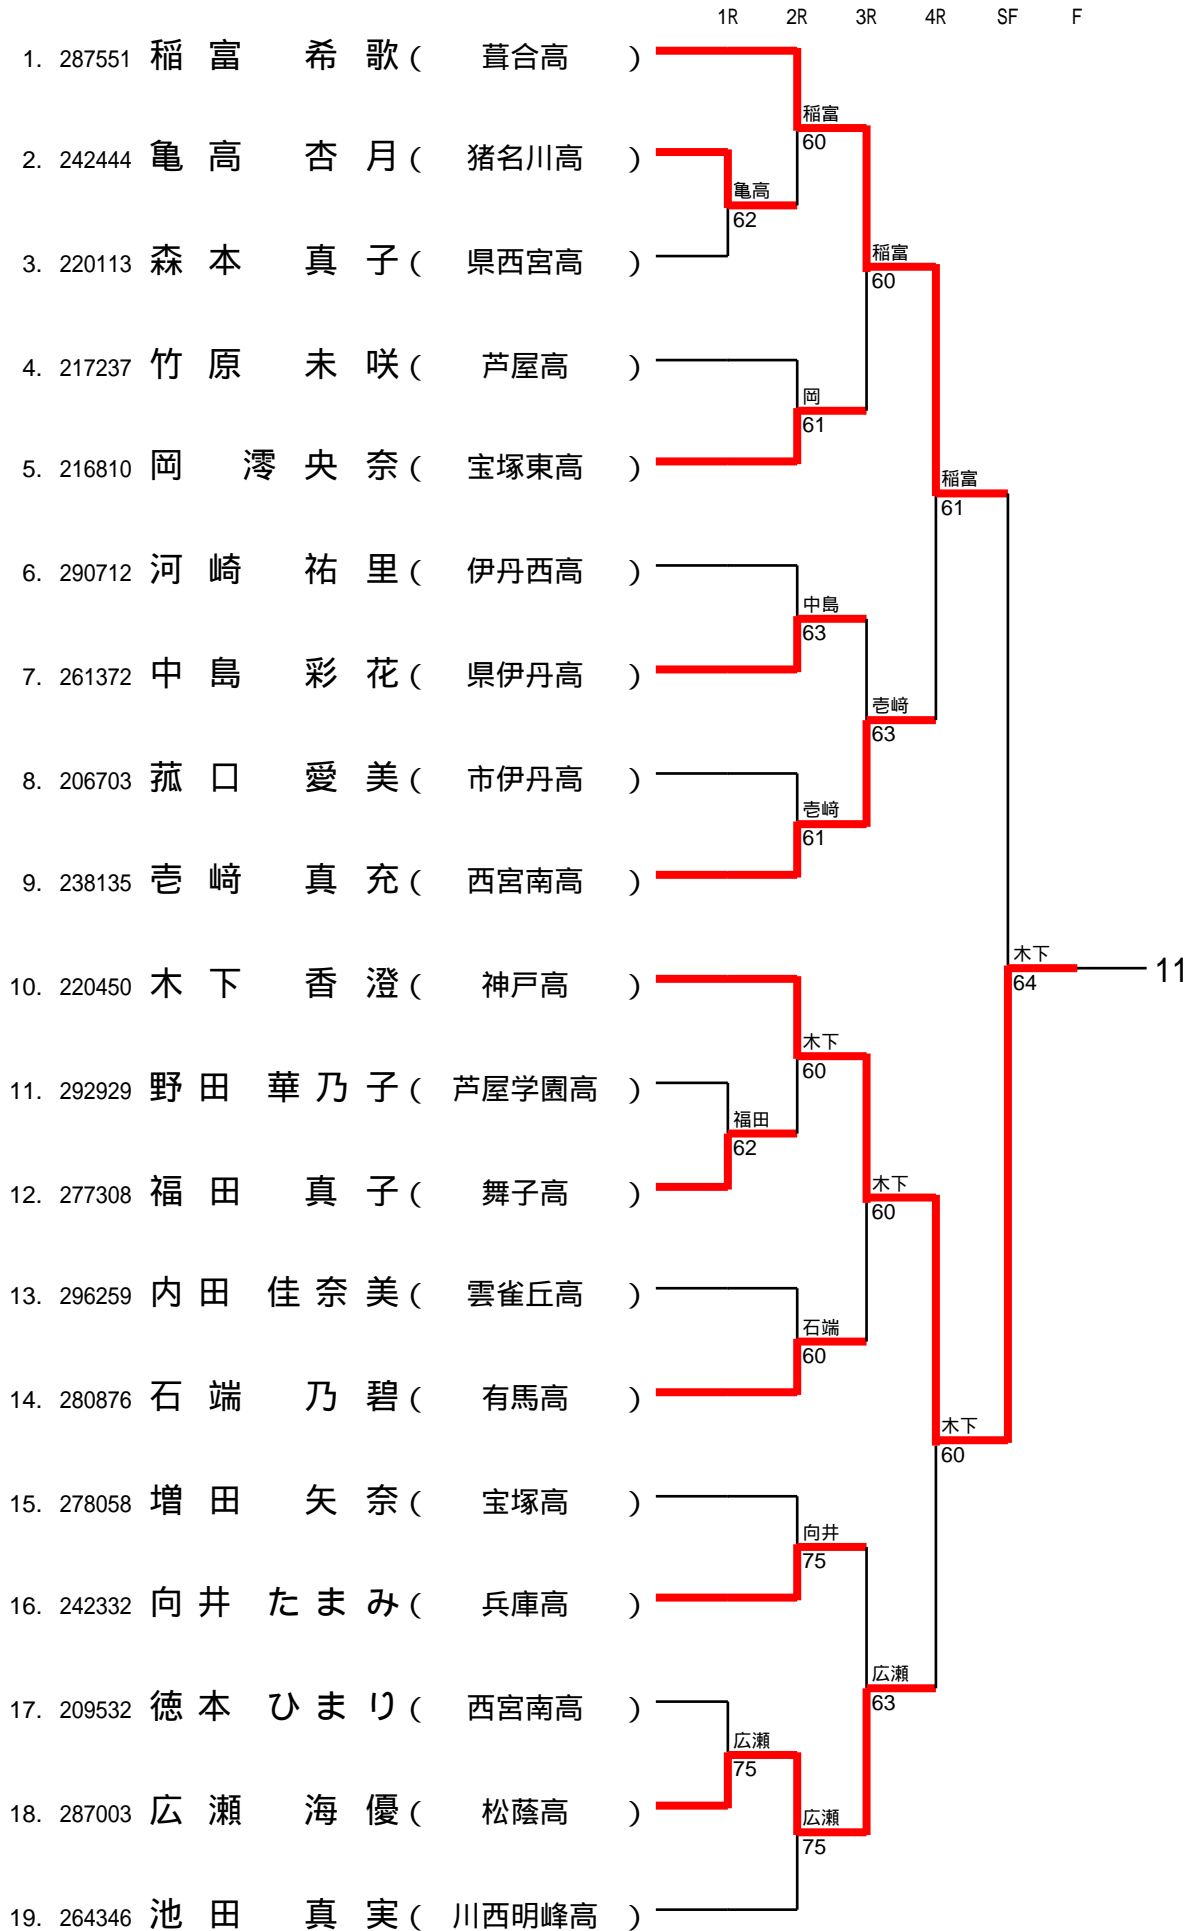 1R 2R 3R 4R SF F
1. 287551 稲富 希歌 ( 葺合高 )
稲富
60
2. 242444 亀高 杏月 ( 猪名川高 )
亀高
62
3. 220113 森本 真子 ( 県西宮高 )
稲富
60
4. 217237 竹原 未咲 ( 芦屋高 )
岡
61
5. 216810 岡 澪央奈 ( 宝塚東高 )
稲富
61
6. 290712 河崎 祐里 ( 伊丹西高 )
中島
63
7. 261372 中島 彩花 ( 県伊丹高 )
壱﨑
63
8. 206703 菰口 愛美 ( 市伊丹高 )
壱﨑
61
9. 238135 壱﨑 真充 ( 西宮南高 )
木下
64
11
10. 220450 木下 香澄 ( 神戸高 )
木下
60
11. 292929 野田 華乃子 ( 芦屋学園高 )
福田
62
12. 277308 福田 真子 ( 舞子高 )
木下
60
13. 296259 内田 佳奈美 ( 雲雀丘高 )
石端
60
14. 280876 石端 乃碧 ( 有馬高 )
木下
60
15. 278058 増田 矢奈 ( 宝塚高 )
向井
75
16. 242332 向井 たまみ ( 兵庫高 )
広瀬
63
17. 209532 徳本 ひまり ( 西宮南高 )
広瀬
75
18. 287003 広瀬 海優 ( 松蔭高 )
広瀬
75
19. 264346 池田 真実 ( 川西明峰高 )